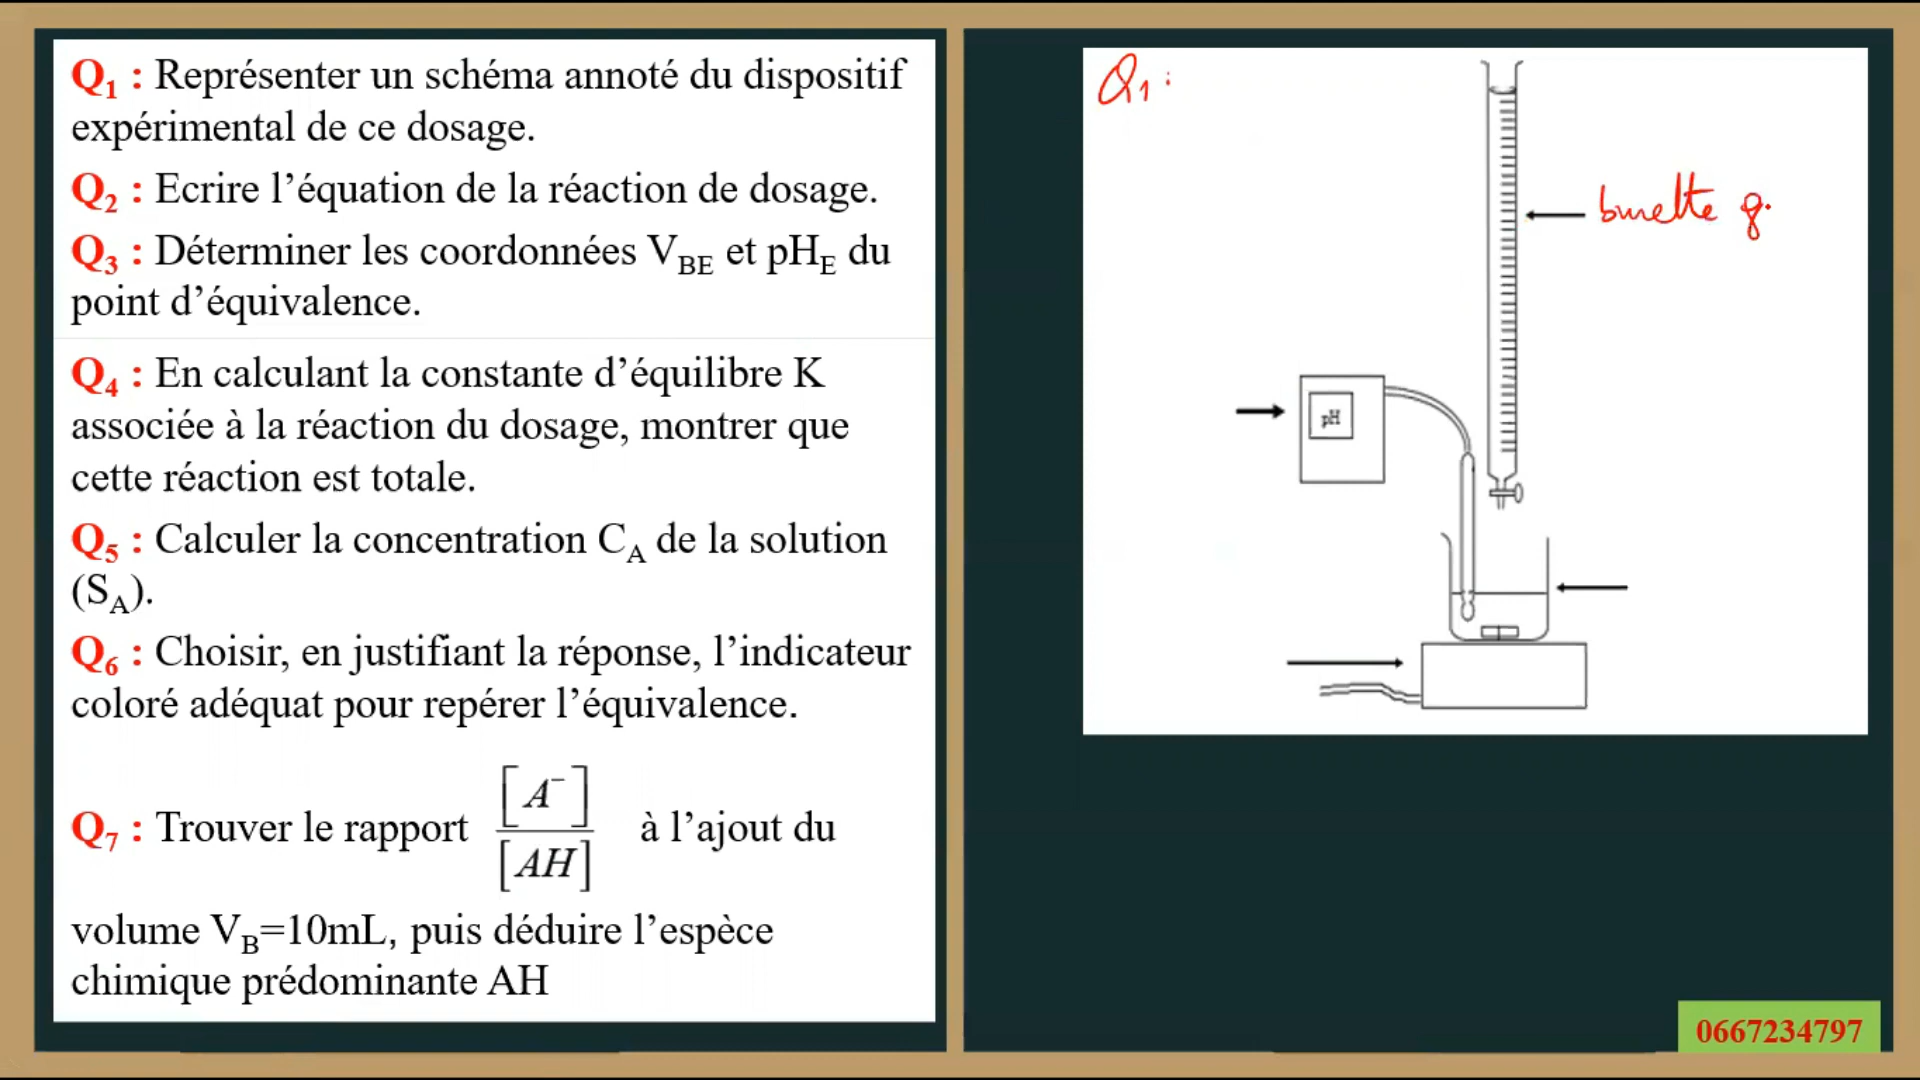 Q1 : Représenter un schéma annoté du dispositif
expérimental de ce dosage.
Q2 : Ecrire l’équation de la réaction de dosage.
Q3 : Déterminer les coordonnées VBE et pHE du
point d’équivalence.
Q4 : En calculant la constante d’équilibre K
associée à la réaction du dosage, montrer que
cette réaction est totale.
Q5 : Calculer la concentration CA de la solution
(SA).
Q6 : Choisir, en justifiant la réponse, l’indicateur
coloré adéquat pour repérer l’équivalence.
Q7 : Trouver le rapport [A⁻]/[AH] à l’ajout du
volume VB=10mL, puis déduire l’espèce
chimique prédominante AH
Q1 :
burette g.
pH
0667234797